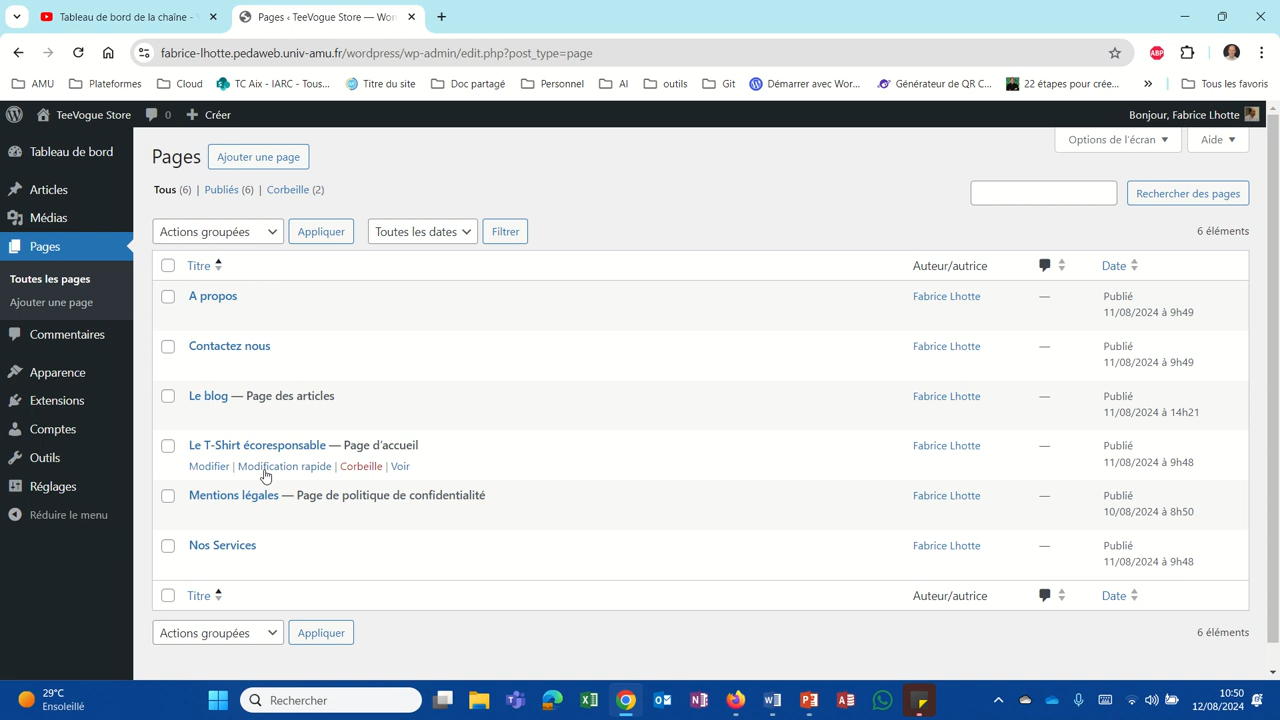 Tableau de bord de la chaîne - 
Pages ‹ TeeVogue Store — Wor
fabrice-lhotte.pedaweb.univ-amu.fr/wordpress/wp-admin/edit.php?post_type=page
ABP
AMU Plateformes Cloud TC Aix - IARC - Tous... Titre du site Doc partagé Personnel AI outils Git Démarrer avec Wor... Générateur de QR C... 22 étapes pour crée... » Tous les favoris
TeeVogue Store 0 Créer Bonjour, Fabrice Lhotte
Options de l'écran Aide
Tableau de bord
Articles
Médias
Pages
Toutes les pages
Ajouter une page
Commentaires
Apparence
Extensions
Comptes
Outils
Réglages
Réduire le menu
Pages Ajouter une page
Tous (6) | Publiés (6) | Corbeille (2)
Rechercher des pages
Actions groupées Appliquer Toutes les dates Filtrer 6 éléments
Titre Auteur/autrice Date
A propos Fabrice Lhotte — Publié
11/08/2024 à 9h49
Contactez nous Fabrice Lhotte — Publié
11/08/2024 à 9h49
Le blog — Page des articles Fabrice Lhotte — Publié
11/08/2024 à 14h21
Le T-Shirt écoresponsable — Page d'accueil Fabrice Lhotte — Publié
Modifier | Modification rapide | Corbeille | Voir 11/08/2024 à 9h48
Mentions légales — Page de politique de confidentialité Fabrice Lhotte — Publié
10/08/2024 à 8h50
Nos Services Fabrice Lhotte — Publié
11/08/2024 à 9h48
Titre Auteur/autrice Date
Actions groupées Appliquer 6 éléments
29°C
Ensoleillé
Rechercher
10:50
12/08/2024